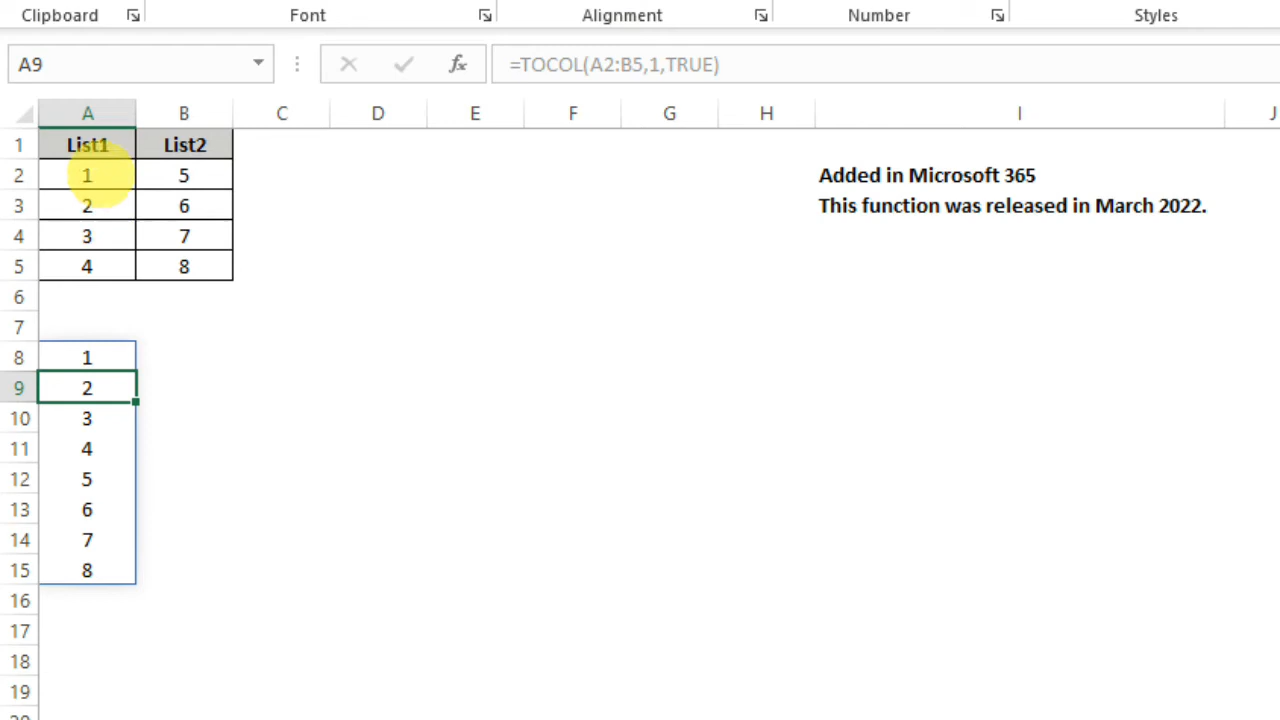 Clipboard Font Alignment Number Styles
A9 fx =TOCOL(A2:B5,1,TRUE)
A B C D E F G H I J
1 List1 List2
2 1 5 Added in Microsoft 365
3 2 6 This function was released in March 2022.
4 3 7
5 4 8
6
7
8 1
9 2
10 3
11 4
12 5
13 6
14 7
15 8
16
17
18
19
20